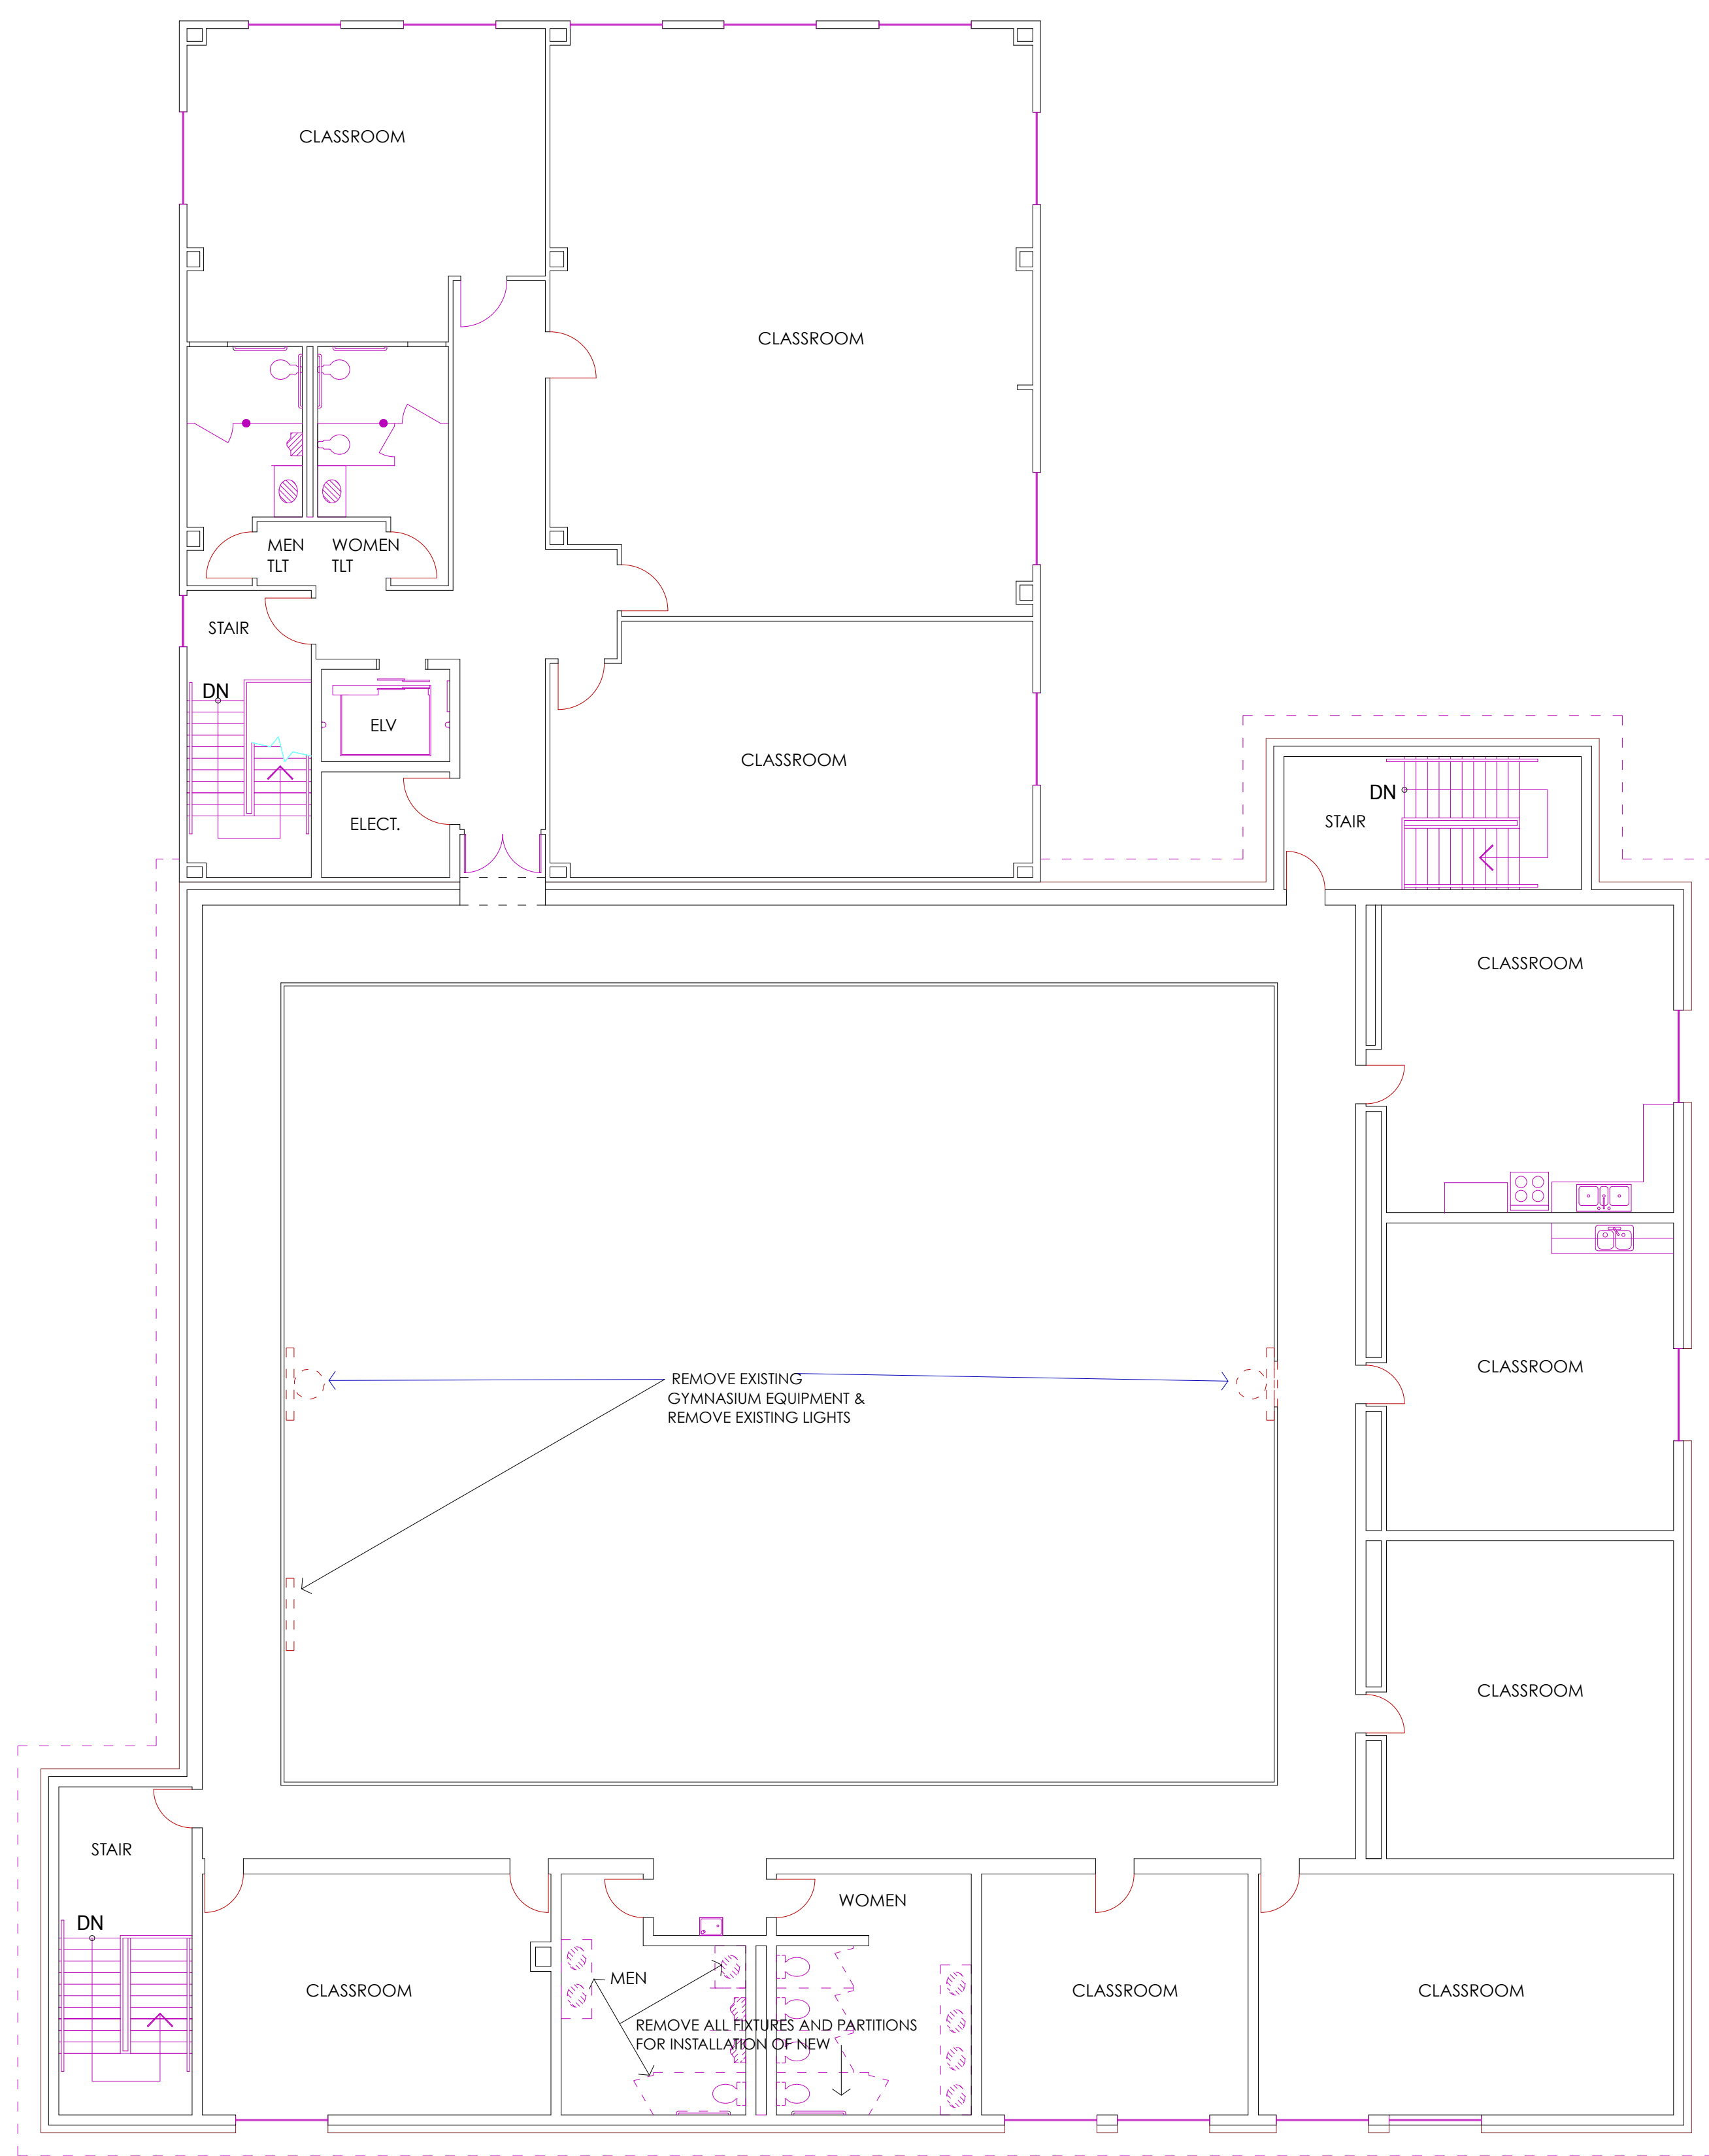 CLASSROOM
CLASSROOM
MEN
TLT
WOMEN
TLT
STAIR
DN
ELV
CLASSROOM
ELECT.
DN
STAIR
CLASSROOM
CLASSROOM
REMOVE EXISTING
GYMNASIUM EQUIPMENT &
REMOVE EXISTING LIGHTS
CLASSROOM
STAIR
WOMEN
DN
MEN
CLASSROOM
CLASSROOM
CLASSROOM
REMOVE ALL FIXTURES AND PARTITIONS
FOR INSTALLATION OF NEW